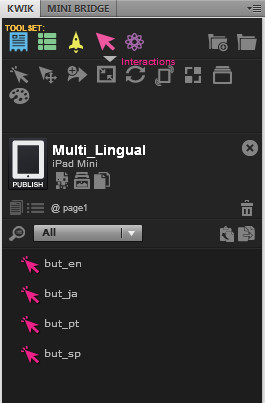 KWIK MINI BRIDGE
TOOLSET:
Interactions
Multi_Lingual
iPad Mini
PUBLISH
@ page1
All
but_en
but_ja
but_pt
but_sp